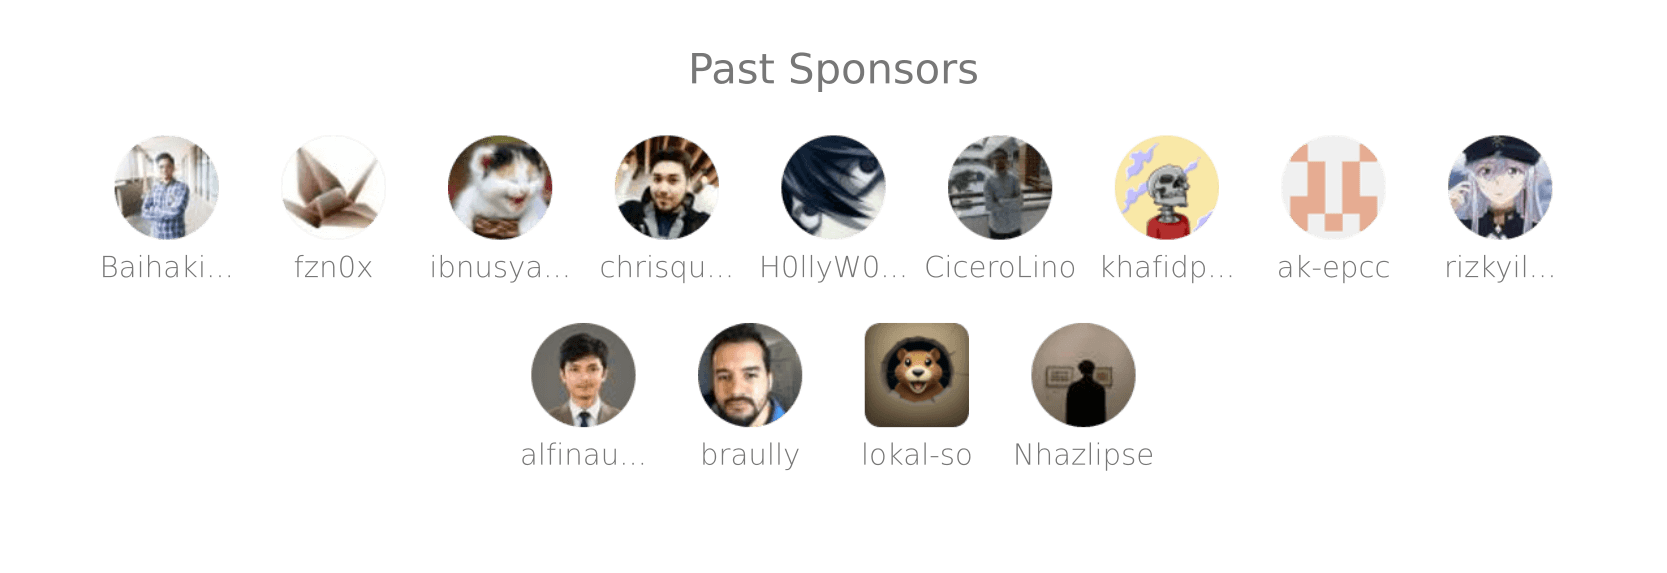 Past Sponsors
Baihaki... fzn0x ibnusya... chrisqu... H0llyW0... CiceroLino khafidp... ak-epcc rizkyil...
alfinau... braully lokal-so Nhazlipse